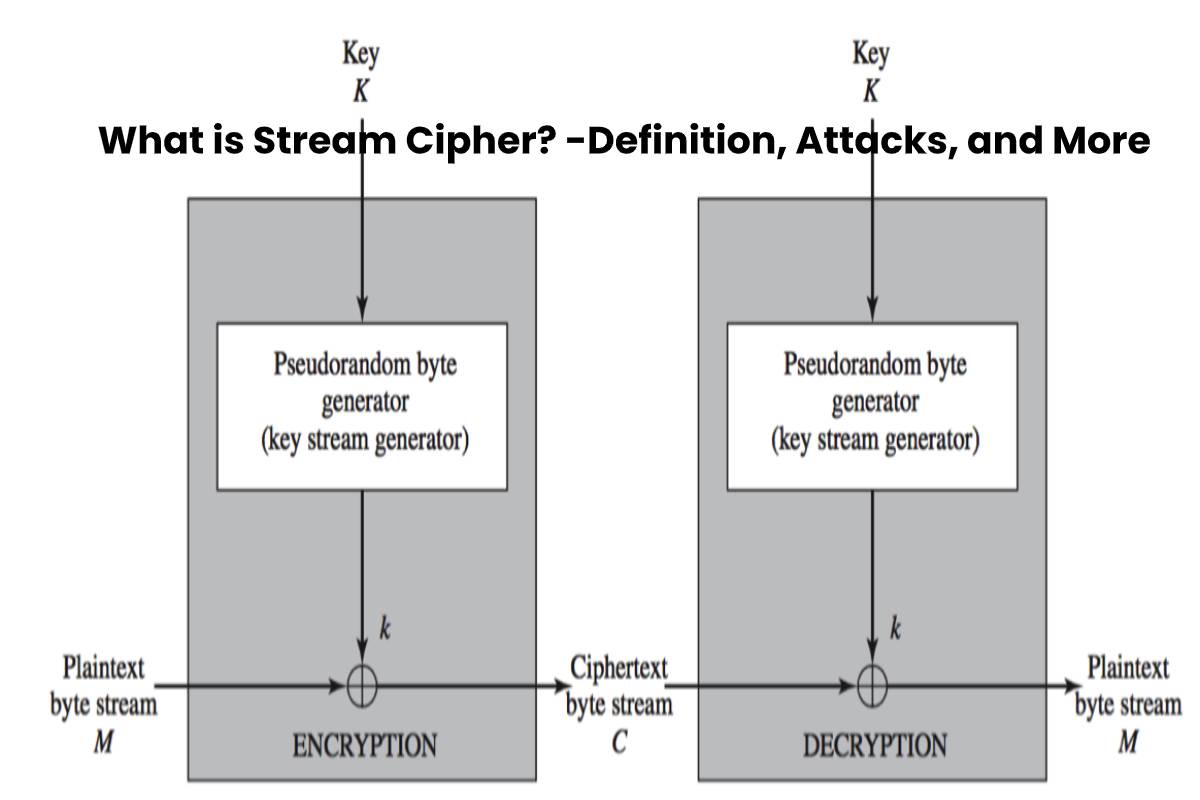 Key
K
Key
K
What is Stream Cipher? -Definition, Attacks, and More
Pseudorandom byte
generator
(key stream generator)
Pseudorandom byte
generator
(key stream generator)
k
k
Plaintext
byte stream
M
ENCRYPTION
Ciphertext
byte stream
C
DECRYPTION
Plaintext
byte stream
M